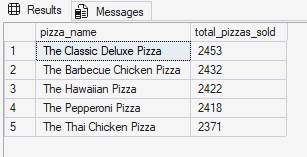 Results Messages
pizza_name total_pizzas_sold
1 The Classic Deluxe Pizza 2453
2 The Barbecue Chicken Pizza 2432
3 The Hawaiian Pizza 2422
4 The Pepperoni Pizza 2418
5 The Thai Chicken Pizza 2371